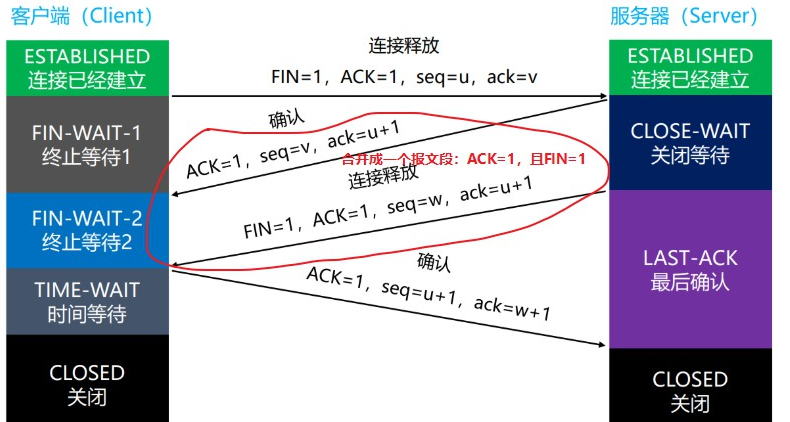 客户端（Client）
服务器（Server）
ESTABLISHED
连接已经建立
连接释放
FIN=1，ACK=1，seq=u，ack=v
ESTABLISHED
连接已经建立
FIN-WAIT-1
终止等待1
确认
ACK=1，seq=v，ack=u+1
合并成一个报文段：ACK=1，且FIN=1
CLOSE-WAIT
关闭等待
连接释放
FIN=1，ACK=1，seq=w，ack=u+1
FIN-WAIT-2
终止等待2
LAST-ACK
最后确认
确认
ACK=1，seq=u+1，ack=w+1
TIME-WAIT
时间等待
CLOSED
关闭
CLOSED
关闭